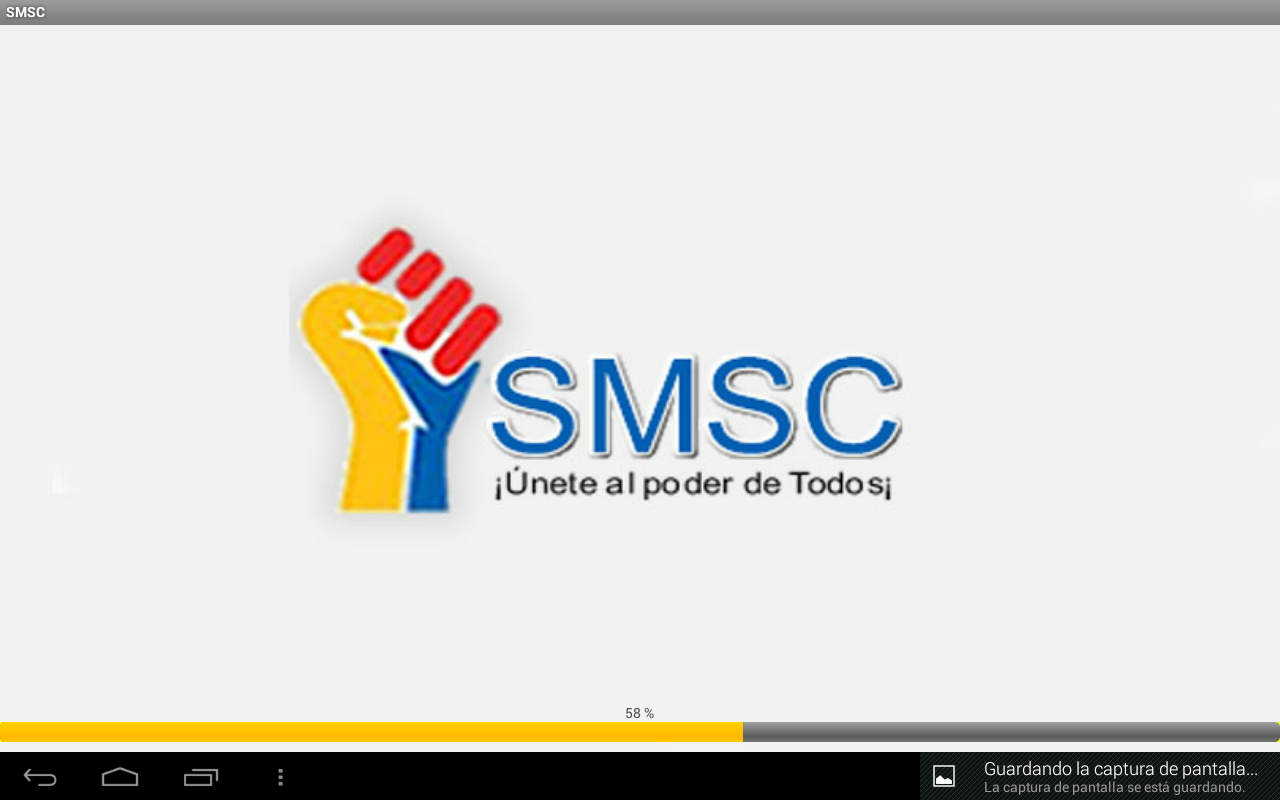 SMSC
SMSC
¡Únete al poder de Todos¡
58 %
Guardando la captura de pantalla...
La captura de pantalla se está guardando.